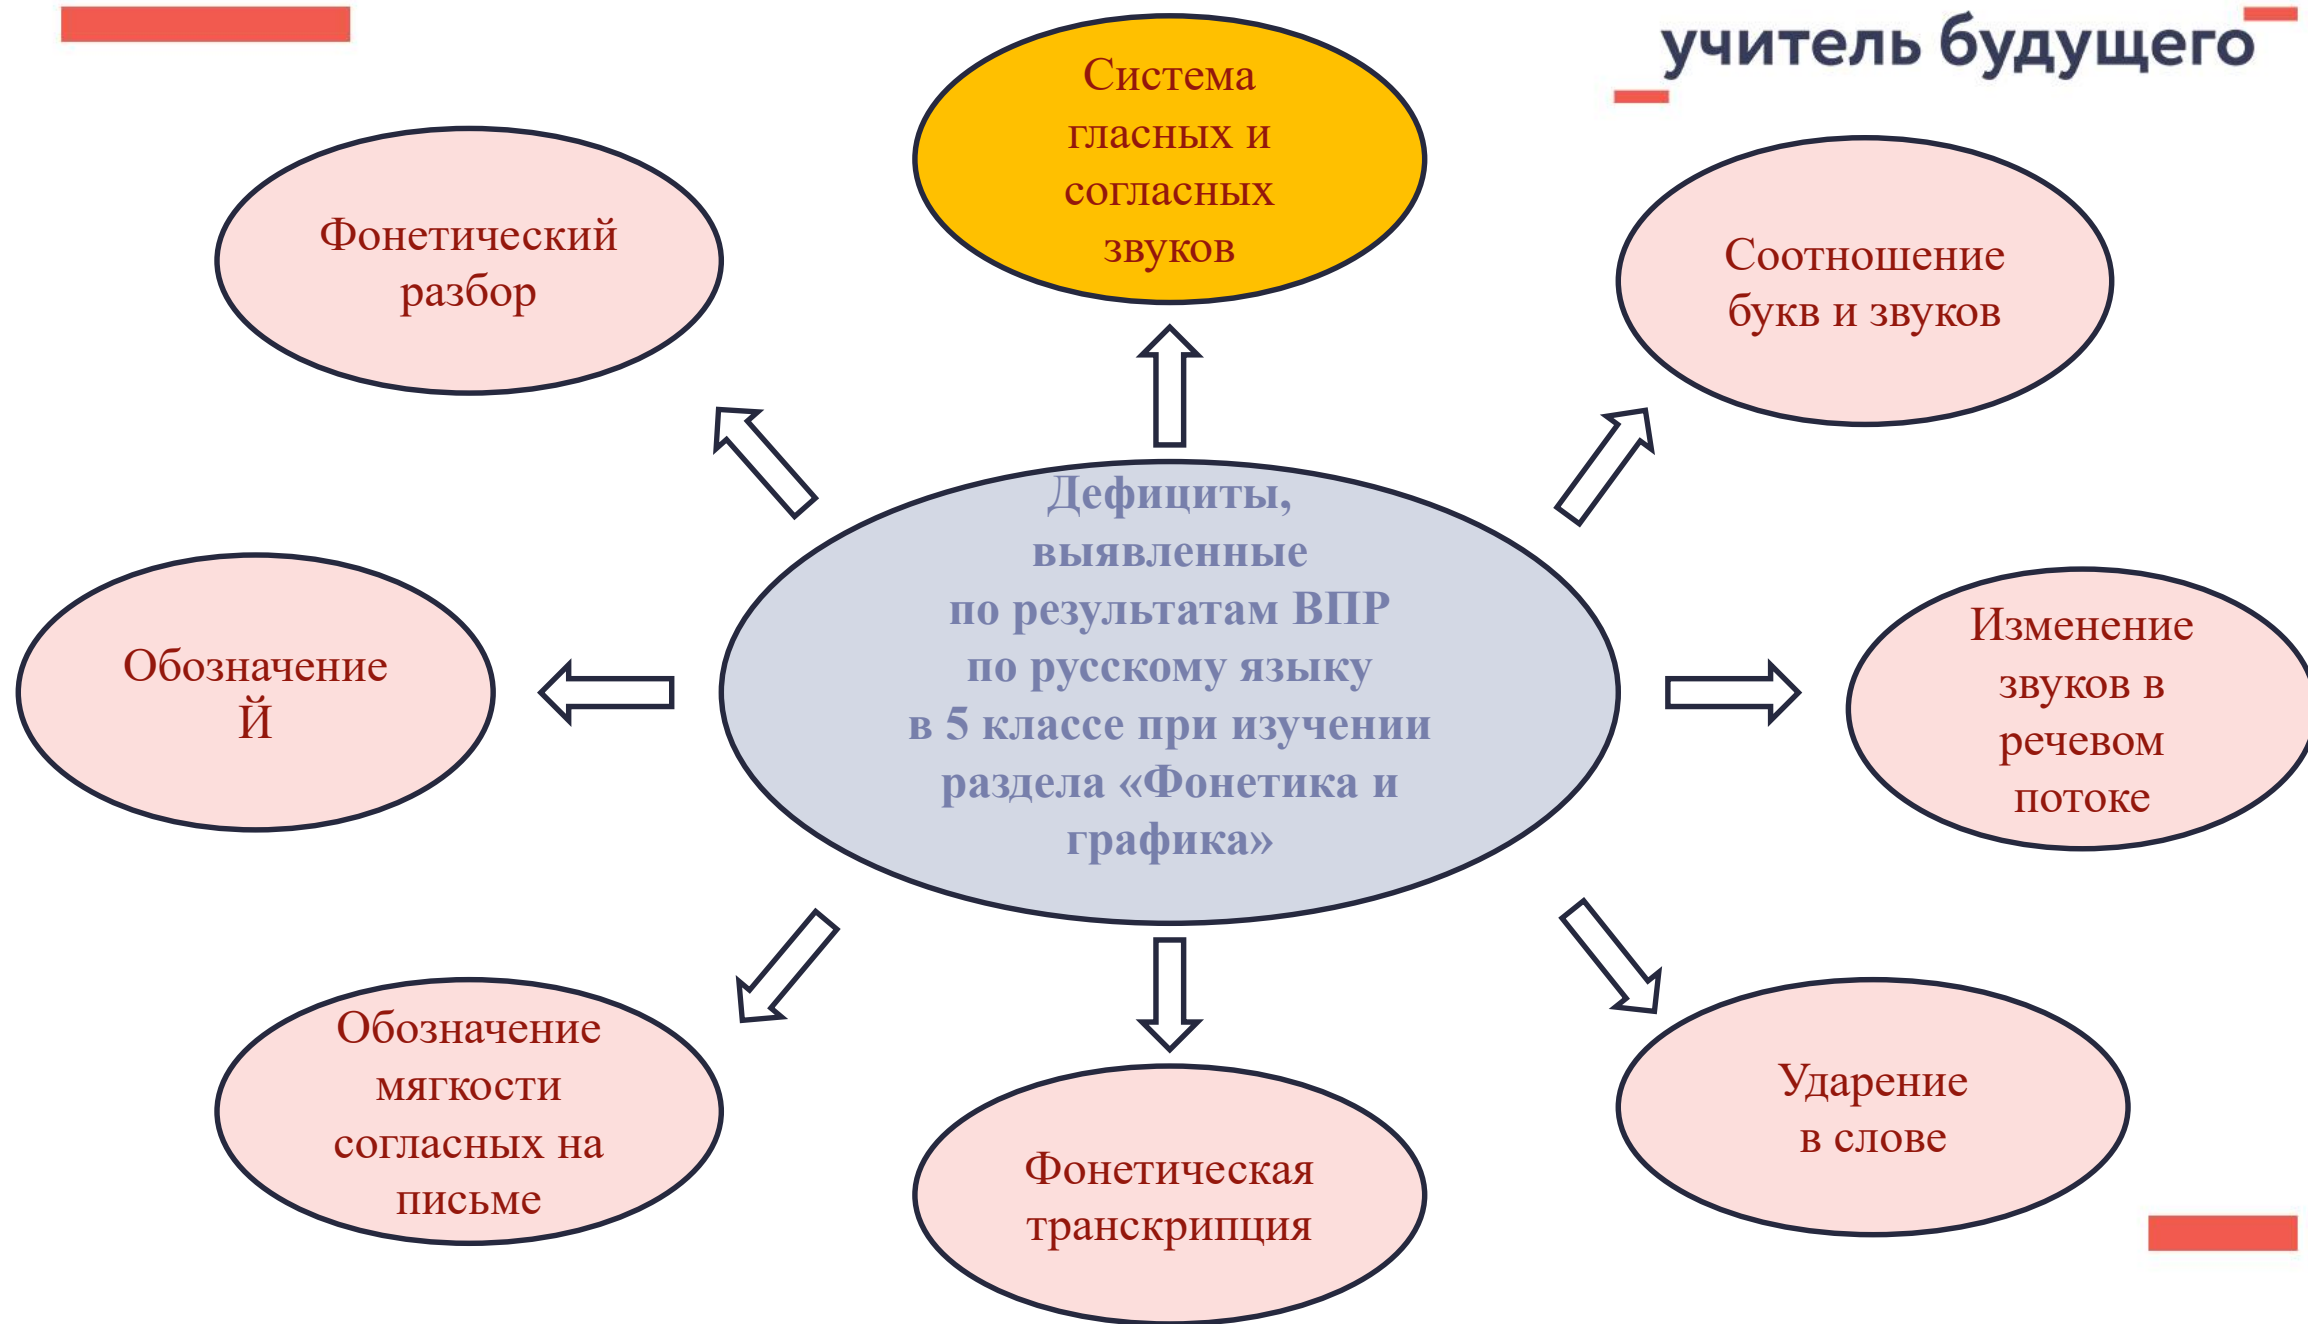 учитель будущего
Система
гласных и
согласных
звуков
Фонетический
разбор
Соотношение
букв и звуков
Дефициты,
выявленные
по результатам ВПР
по русскому языку
в 5 классе при изучении
раздела «Фонетика и
графика»
Обозначение
Й
Изменение
звуков в
речевом
потоке
Обозначение
мягкости
согласных на
письме
Фонетическая
транскрипция
Ударение
в слове